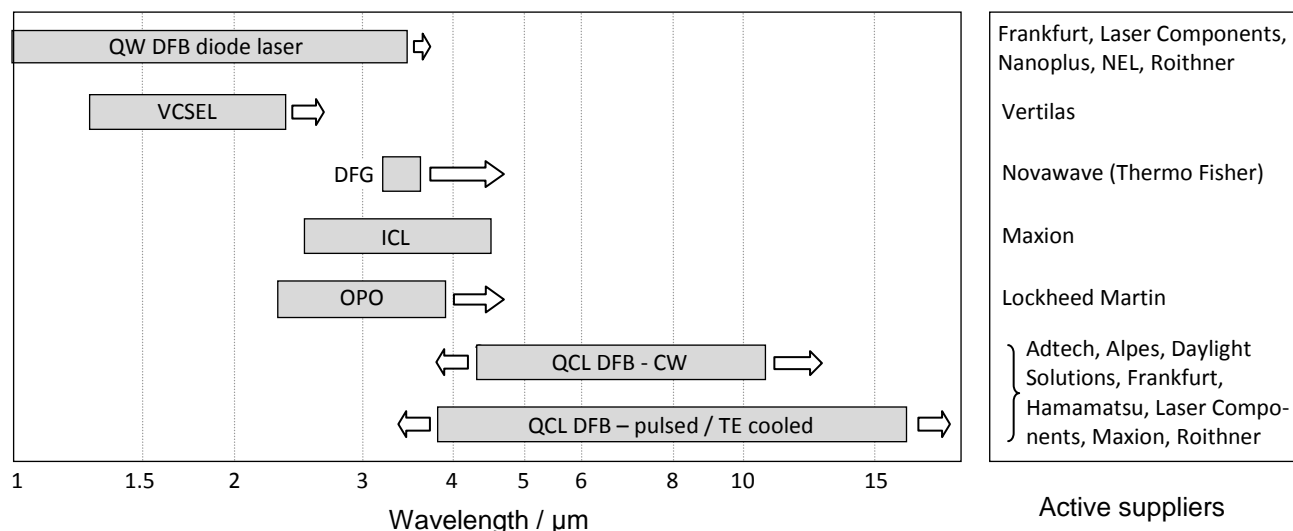 QW DFB diode laser
Frankfurt, Laser Components,
Nanoplus, NEL, Roithner
VCSEL
Vertilas
DFG
Novawave (Thermo Fisher)
ICL
Maxion
OPO
Lockheed Martin
QCL DFB - CW
QCL DFB – pulsed / TE cooled
Adtech, Alpes, Daylight
Solutions, Frankfurt,
Hamamatsu, Laser Compo-
nents, Maxion, Roithner
1 1.5 2 3 4 5 6 8 10 15
Wavelength / µm
Active suppliers